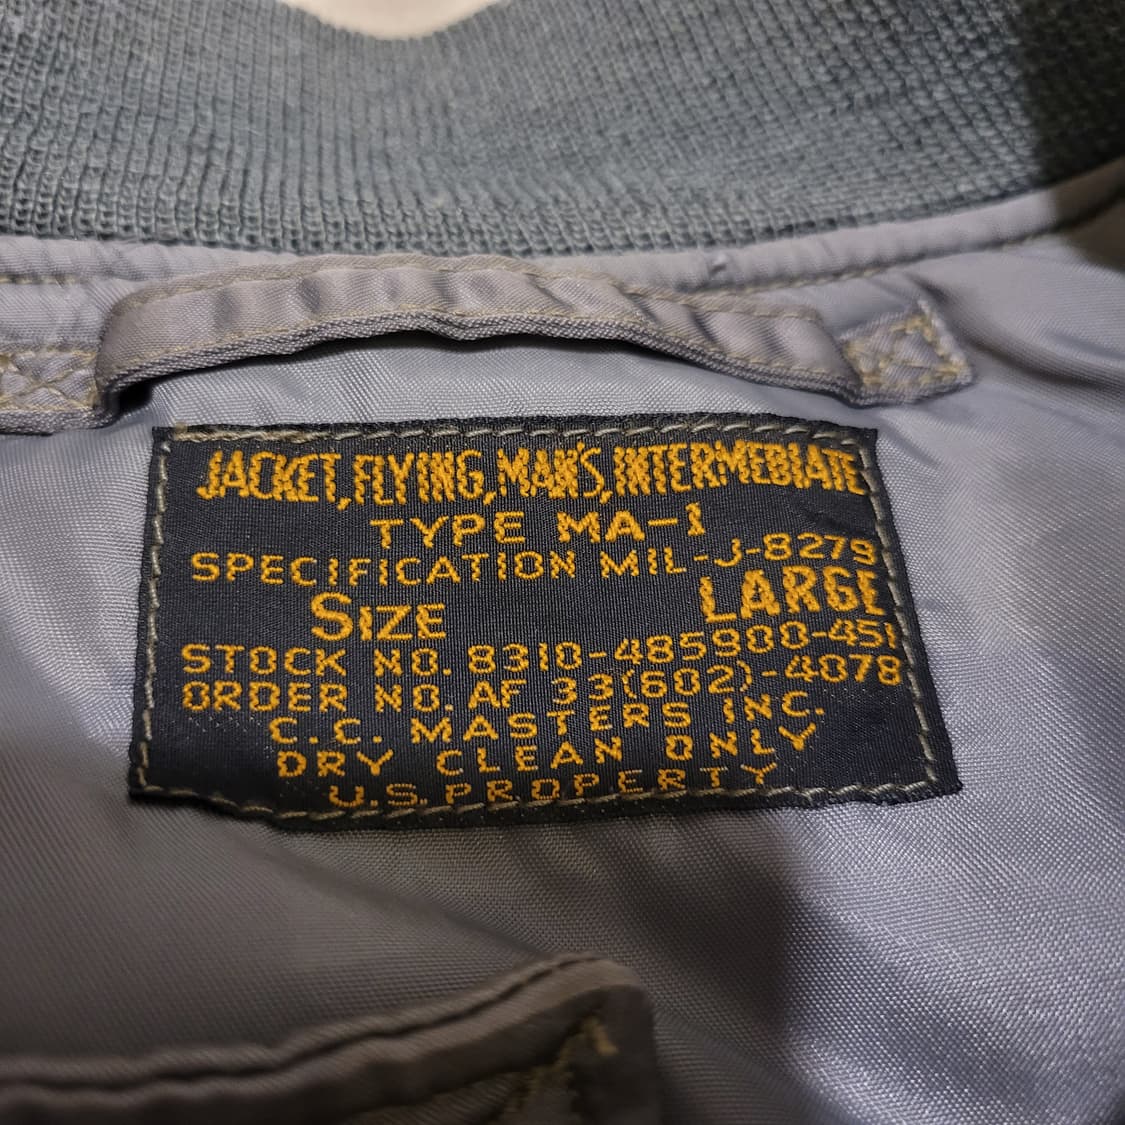 JACKET, FLYING, MAN'S, INTERMEDIATE
TYPE MA-1
SPECIFICATION MIL-J-8279
SIZE LARGE
STOCK NO. 8310-485900-451
ORDER NO. AF 33(602)-4078
C.C. MASTERS INC.
DRY CLEAN ONLY
U.S. PROPERTY